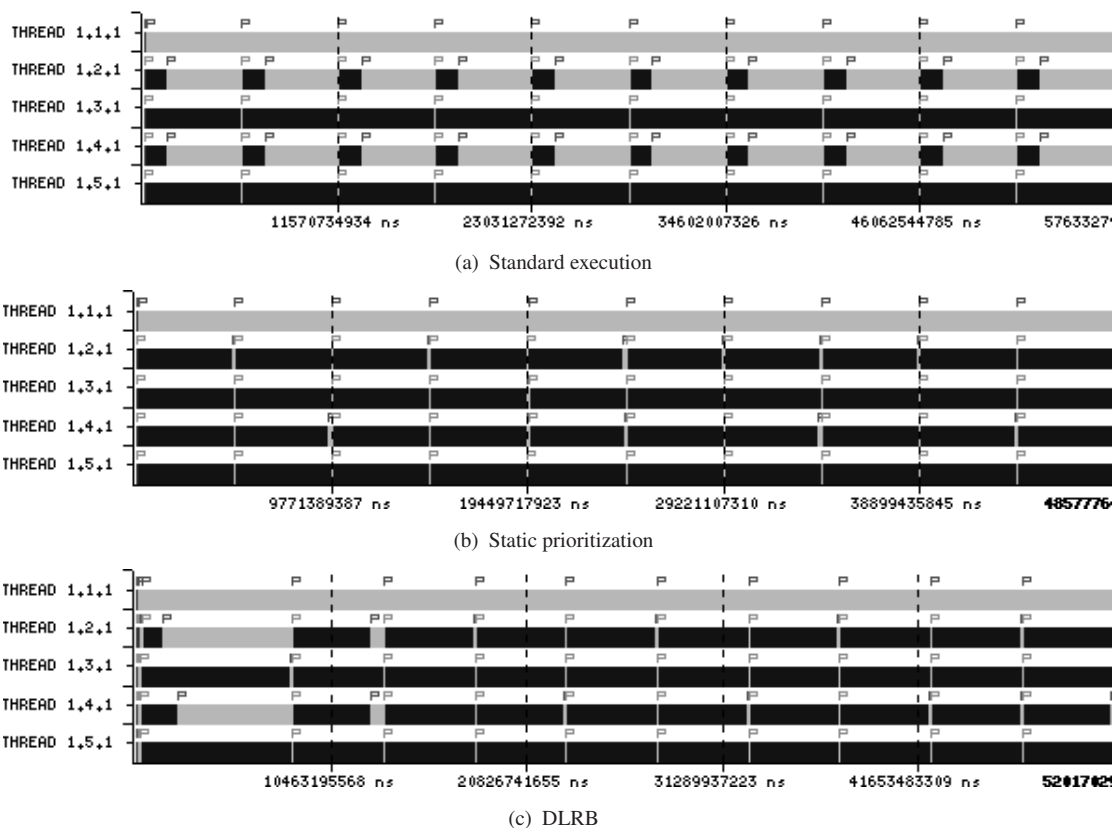 THREAD 1.1.1
THREAD 1.2.1
THREAD 1.3.1
THREAD 1.4.1
THREAD 1.5.1
11570734934 ns 23031272392 ns 34602007326 ns 46062544785 ns
(a) Standard execution
THREAD 1.1.1
THREAD 1.2.1
THREAD 1.3.1
THREAD 1.4.1
THREAD 1.5.1
9771389387 ns 19449717923 ns 29221107310 ns 38899435845 ns
(b) Static prioritization
THREAD 1.1.1
THREAD 1.2.1
THREAD 1.3.1
THREAD 1.4.1
THREAD 1.5.1
10463195568 ns 20826741655 ns 31289937223 ns 41653483309 ns
(c) DLRB